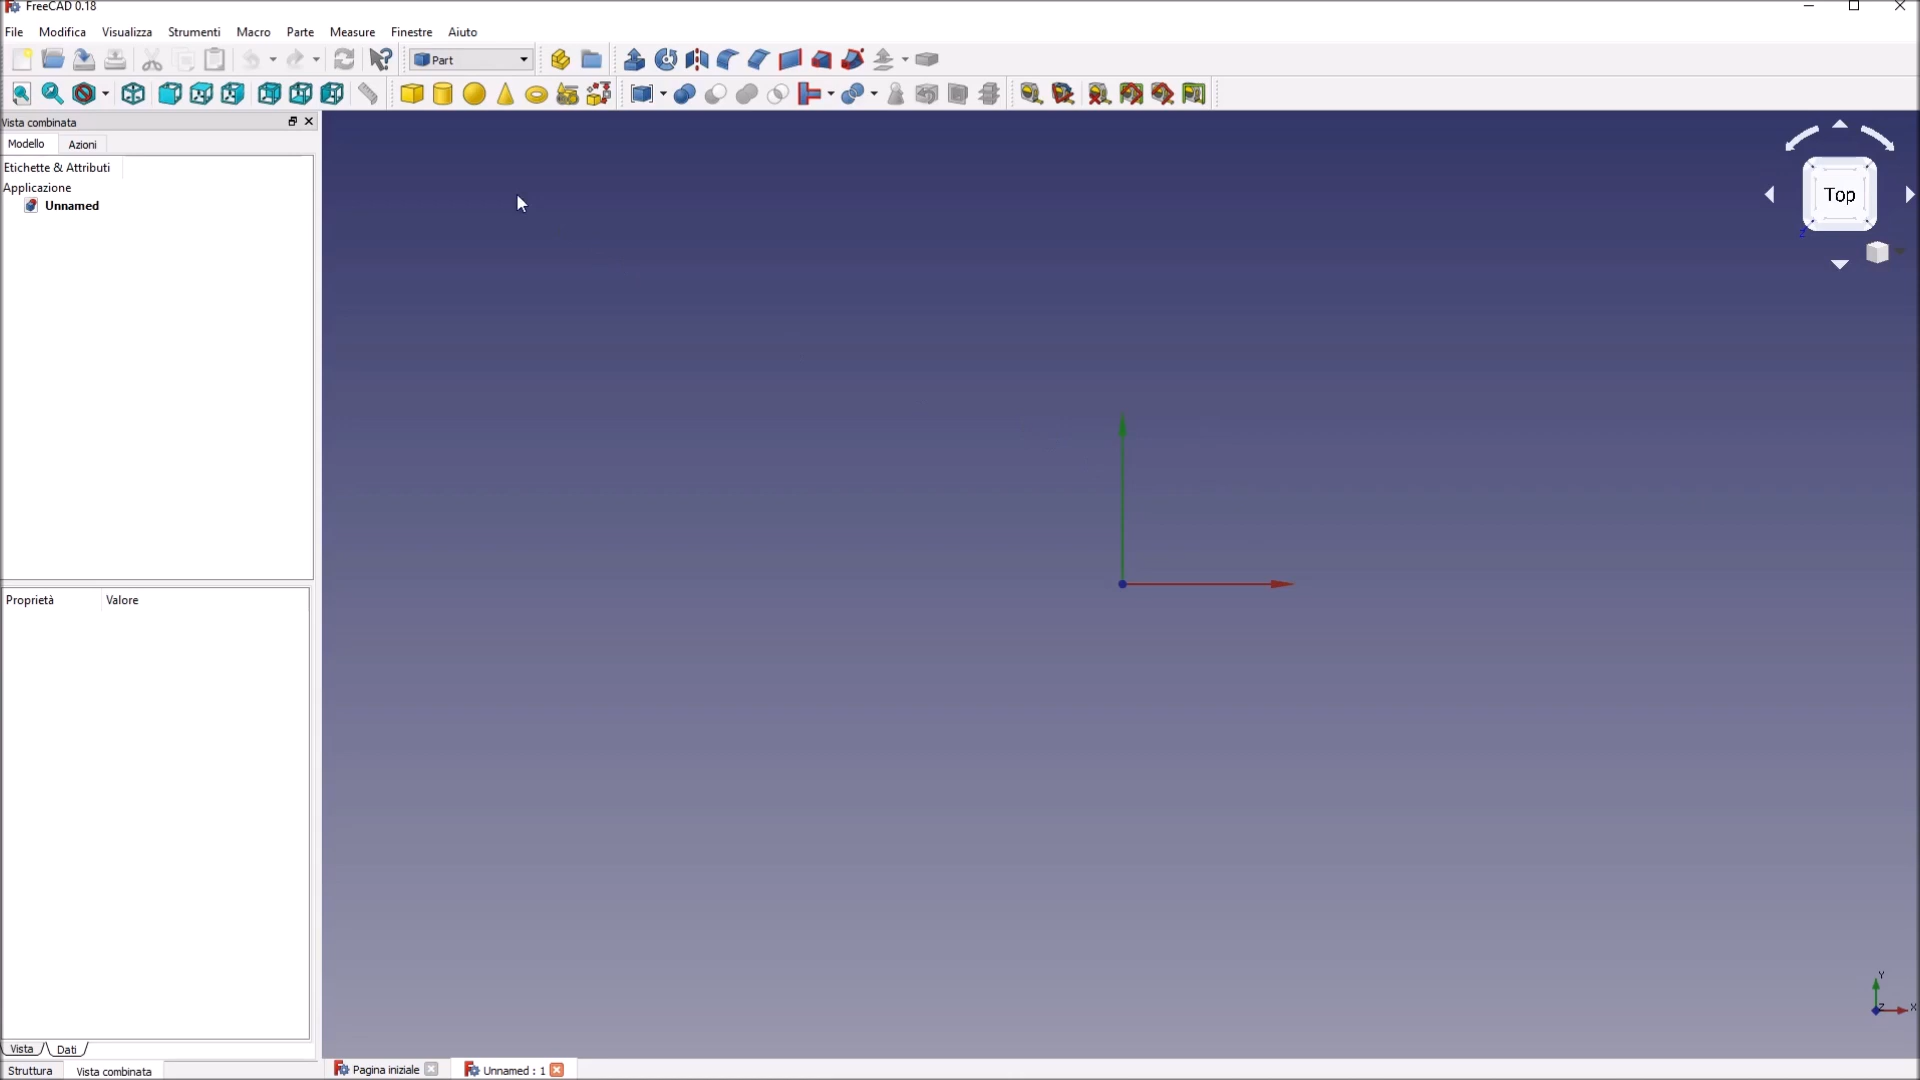 FreeCAD 0.18
File Modifica Visualizza Strumenti Macro Parte Measure Finestre Aiuto
Part
Vista combinata
Modello Azioni
Etichette & Attributi
Applicazione
Unnamed
Top
Z
Proprietà Valore
Y
Z X
Vista Dati
Struttura Vista combinata Pagina iniziale Unnamed : 1